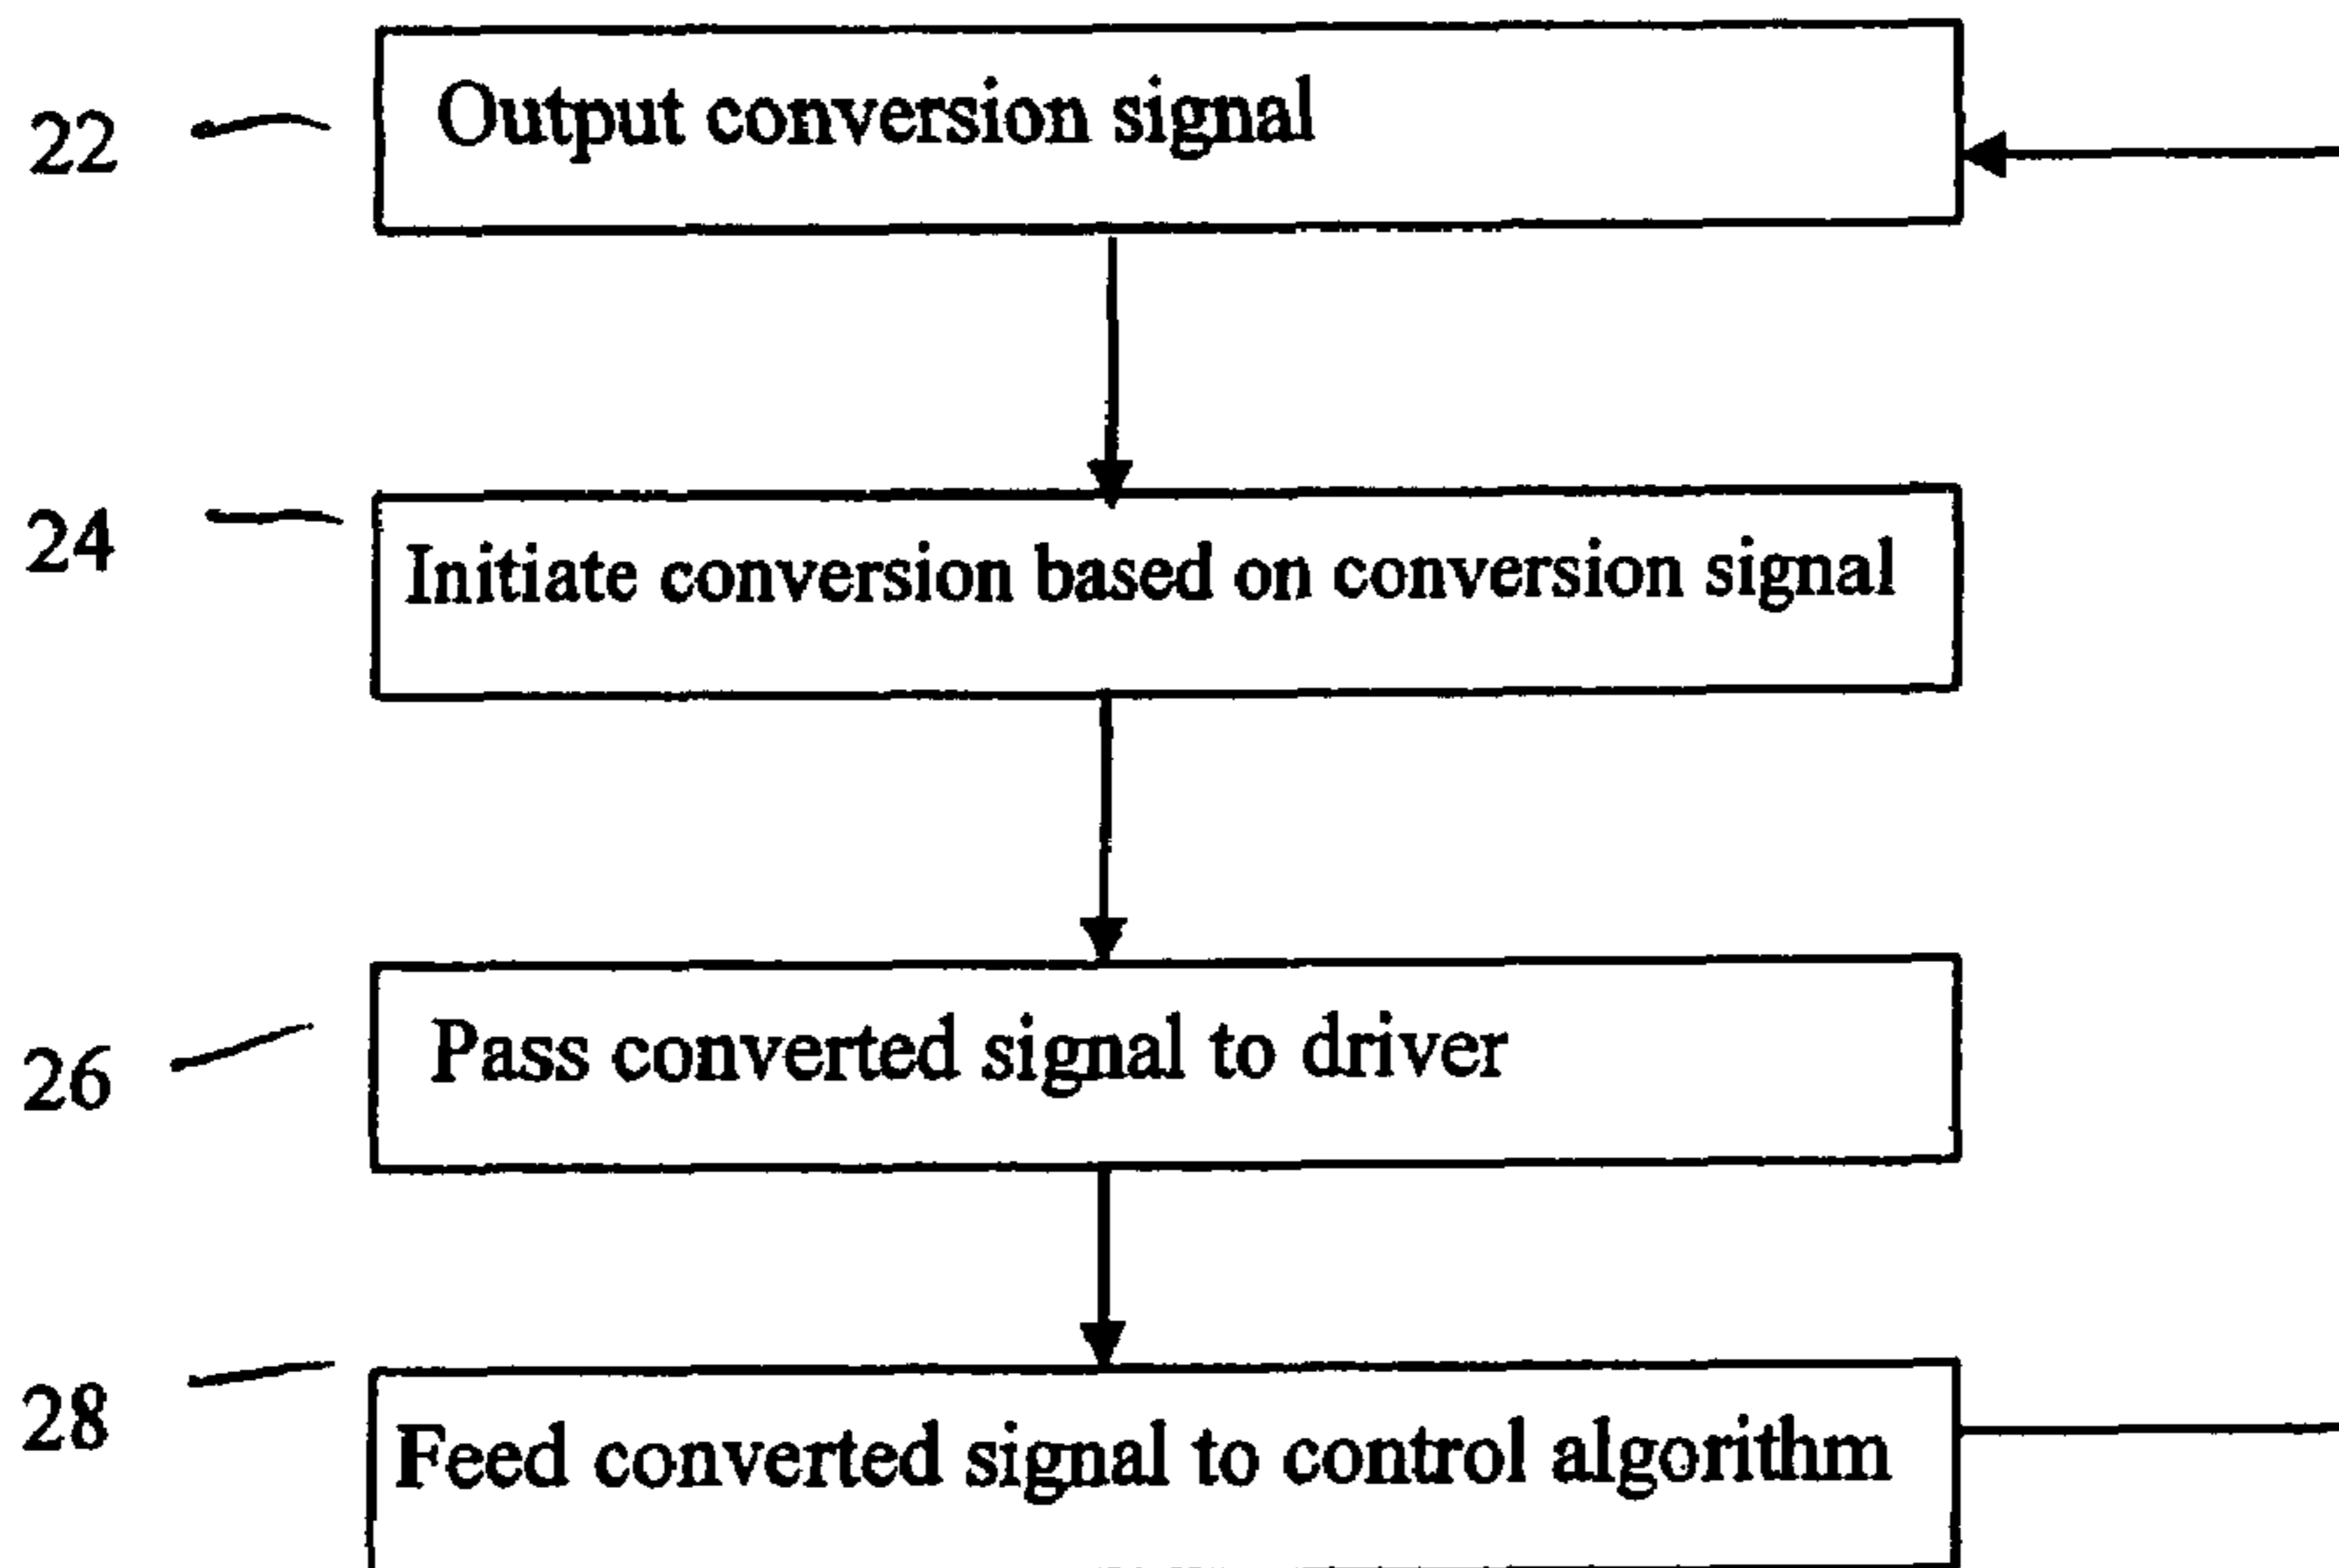 22 Output conversion signal
24 Initiate conversion based on conversion signal
26 Pass converted signal to driver
28 Feed converted signal to control algorithm